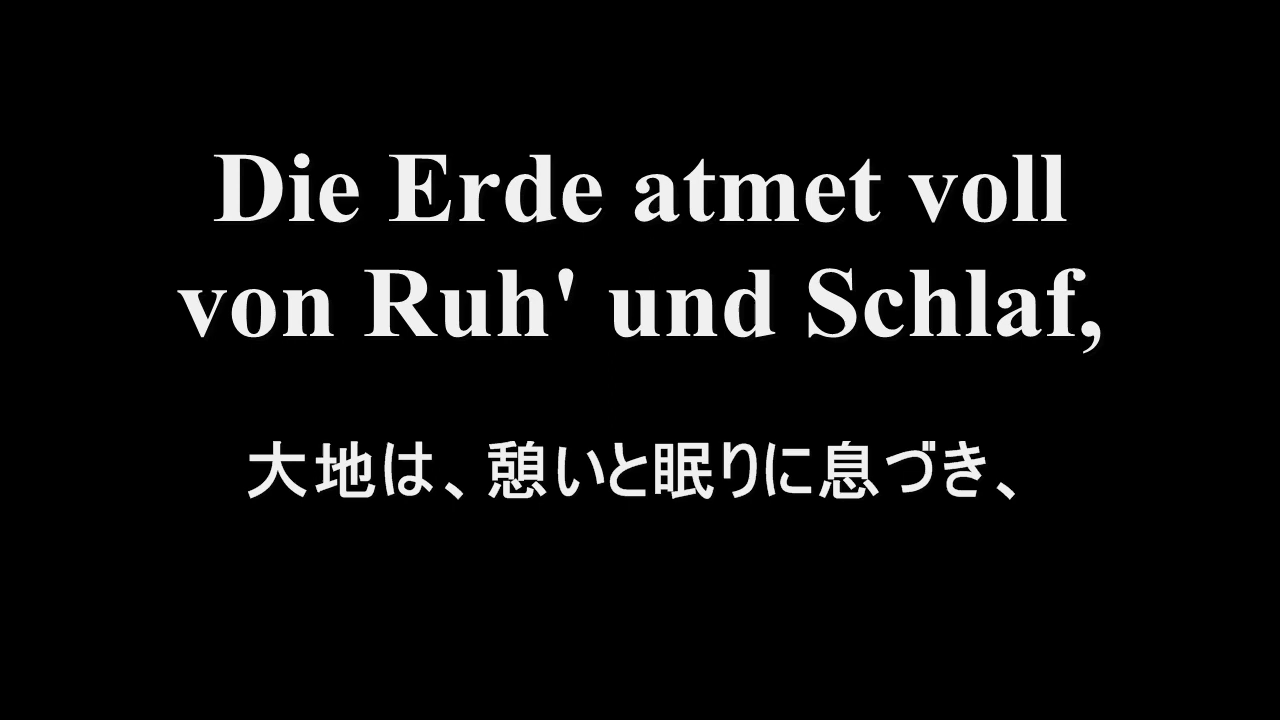 Die Erde atmet voll
von Ruh' und Schlaf,
大地は、憩いと眠りに息づき、